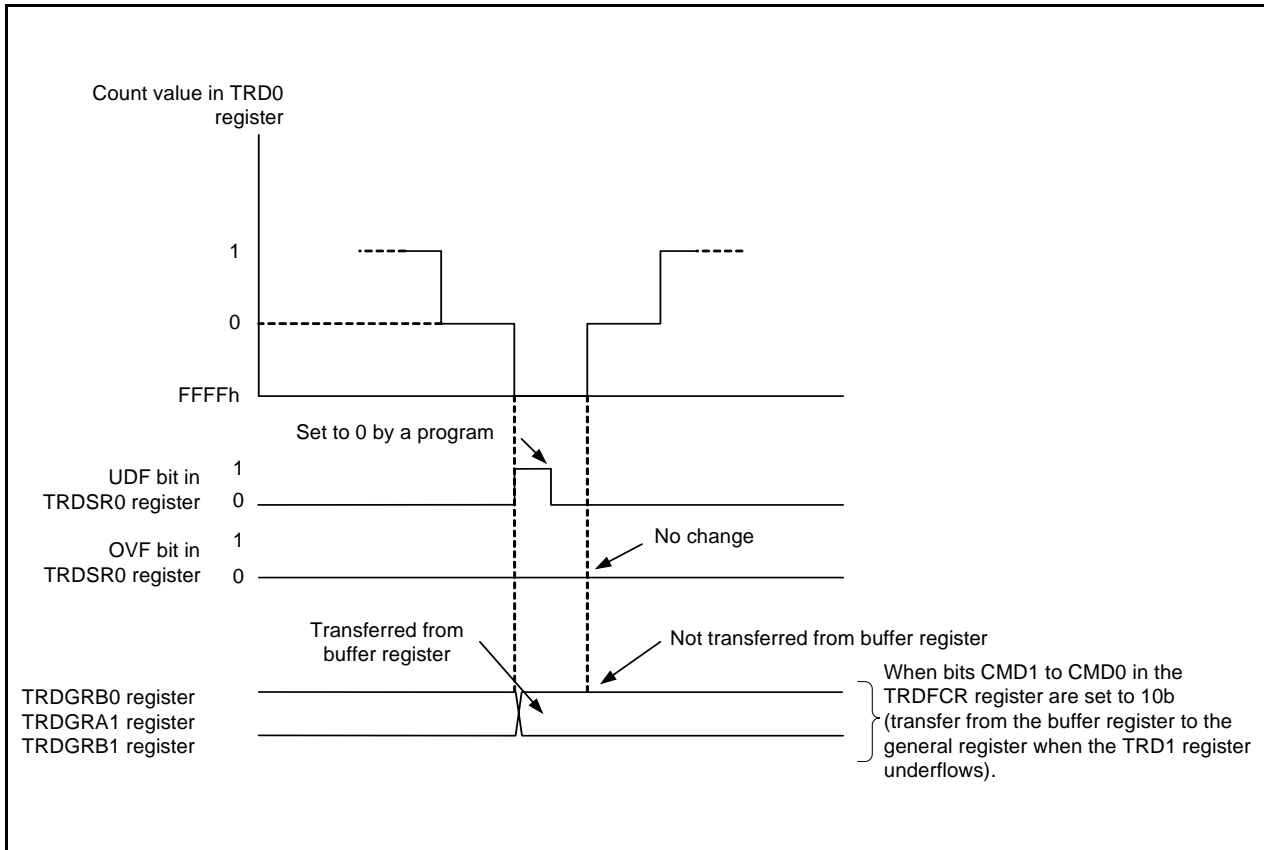 Count value in TRD0
register
1
0
FFFFh
Set to 0 by a program
UDF bit in
TRDSR0 register
1
0
OVF bit in
TRDSR0 register
1
0
No change
Transferred from
buffer register
Not transferred from buffer register
TRDGRB0 register
TRDGRA1 register
TRDGRB1 register
When bits CMD1 to CMD0 in the
TRDFCR register are set to 10b
(transfer from the buffer register to the
general register when the TRD1 register
underflows).